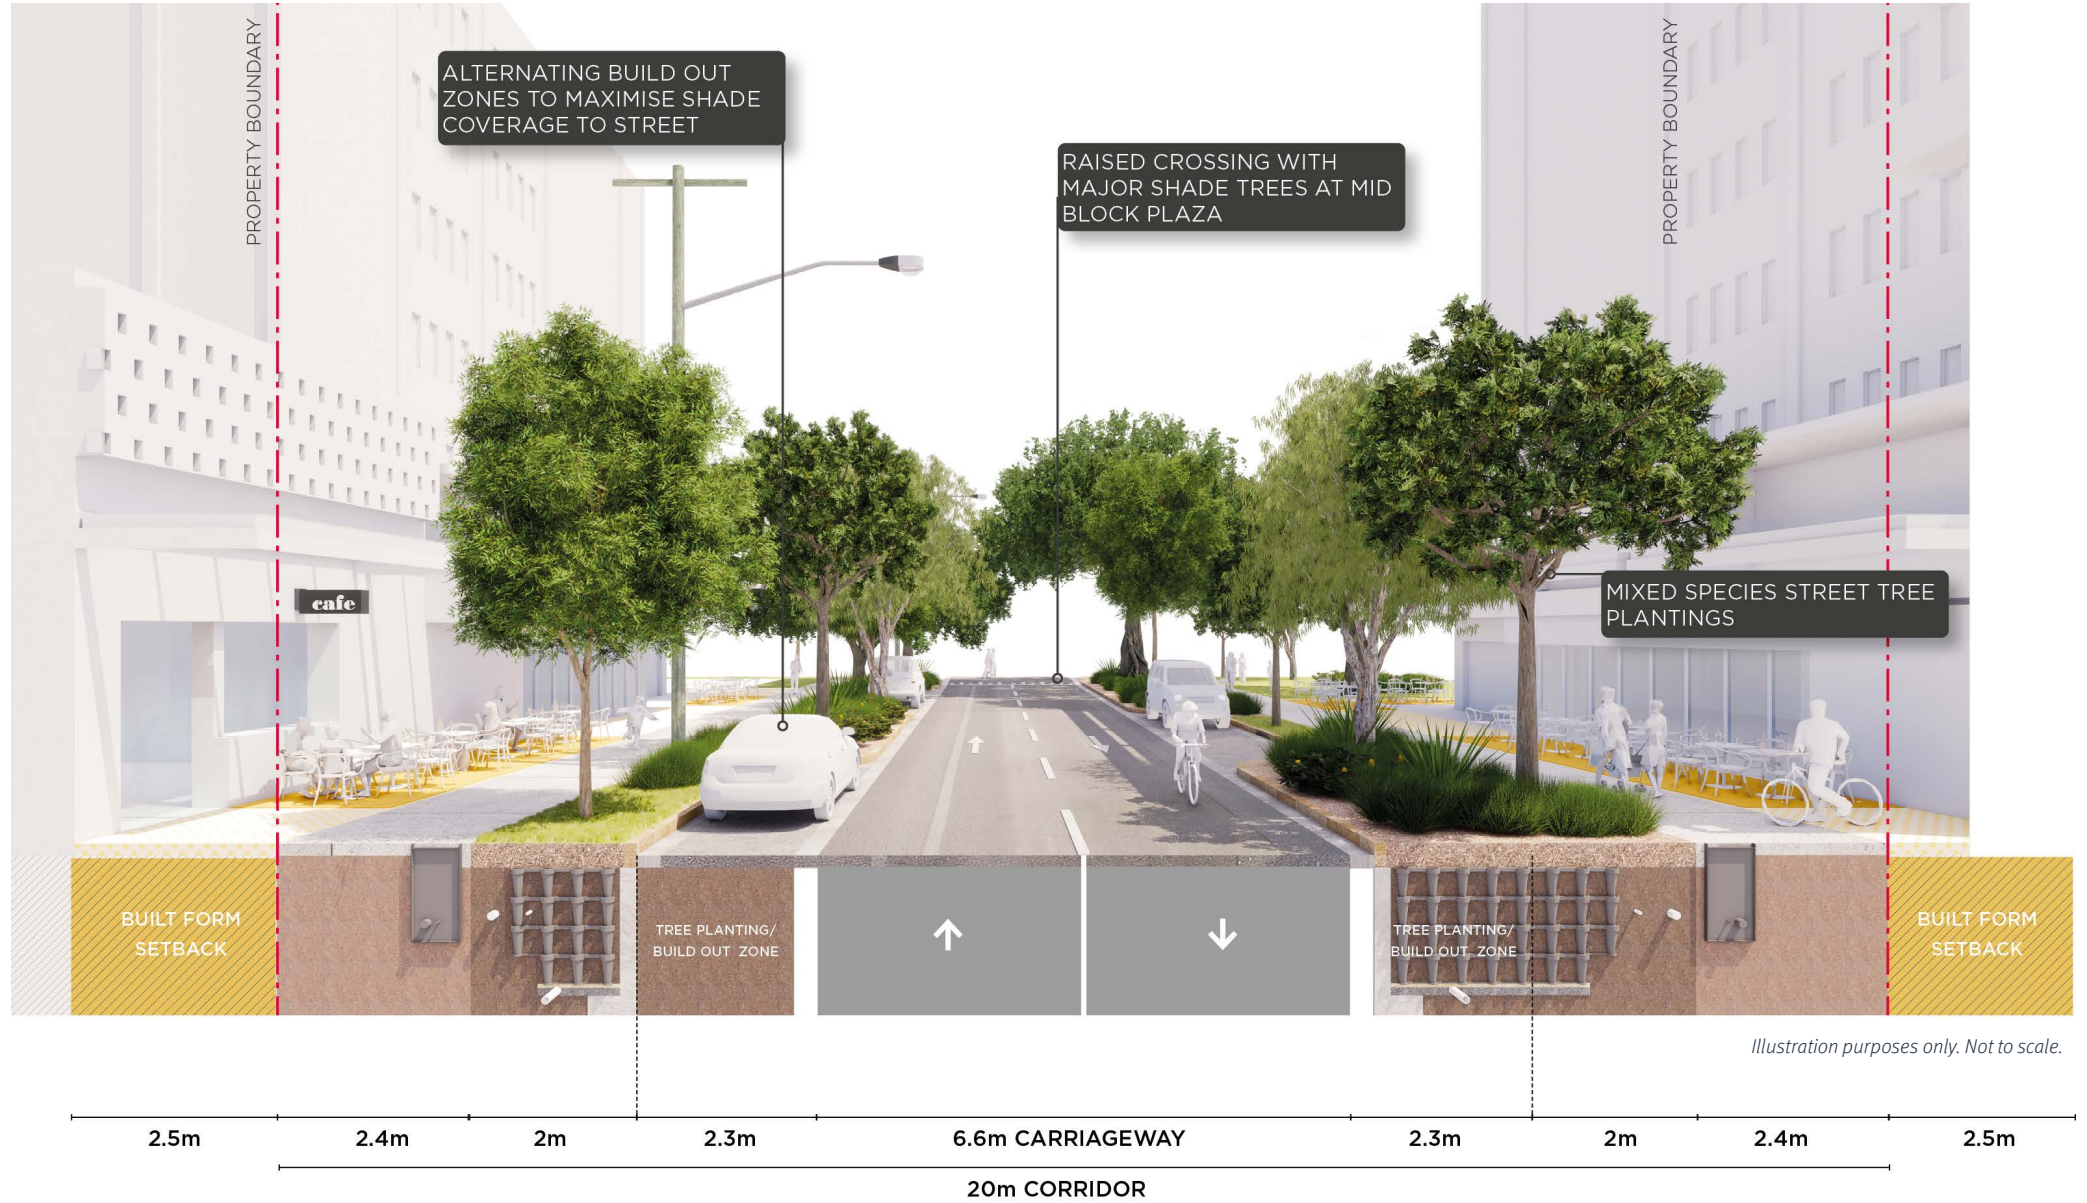 PROPERTY BOUNDARY
ALTERNATING BUILD OUT
ZONES TO MAXIMISE SHADE
COVERAGE TO STREET
RAISED CROSSING WITH
MAJOR SHADE TREES AT MID
BLOCK PLAZA
PROPERTY BOUNDARY
cafe
MIXED SPECIES STREET TREE
PLANTINGS
BUILT FORM
SETBACK
TREE PLANTING/
BUILD OUT ZONE
TREE PLANTING/
BUILD OUT ZONE
BUILT FORM
SETBACK
Illustration purposes only. Not to scale.
2.5m 2.4m 2m 2.3m 6.6m CARRIAGEWAY 2.3m 2m 2.4m 2.5m
20m CORRIDOR